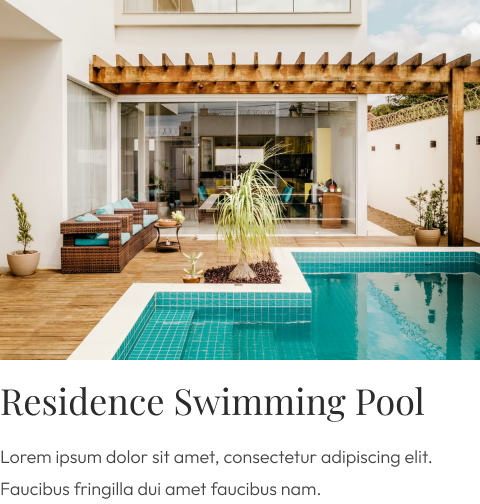 Residence Swimming Pool
Lorem ipsum dolor sit amet, consectetur adipiscing elit.
Faucibus fringilla dui amet faucibus nam.